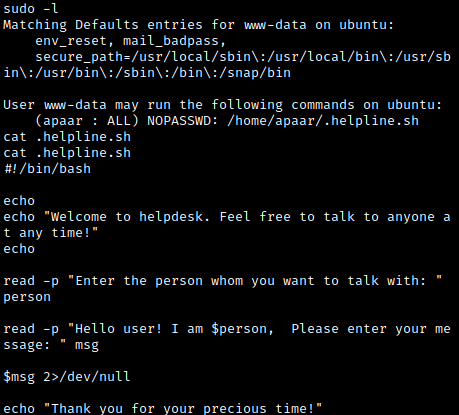 sudo -l
Matching Defaults entries for www-data on ubuntu:
    env_reset, mail_badpass,
    secure_path=/usr/local/sbin\:/usr/local/bin\:/usr/sb
in\:/usr/bin\:/sbin\:/bin\:/snap/bin

User www-data may run the following commands on ubuntu:
    (apaar : ALL) NOPASSWD: /home/apaar/.helpline.sh
cat .helpline.sh
cat .helpline.sh
#!/bin/bash

echo
echo "Welcome to helpdesk. Feel free to talk to anyone a
t any time!"
echo

read -p "Enter the person whom you want to talk with: "
person

read -p "Hello user! I am $person,  Please enter your me
ssage: " msg

$msg 2>/dev/null

echo "Thank you for your precious time!"